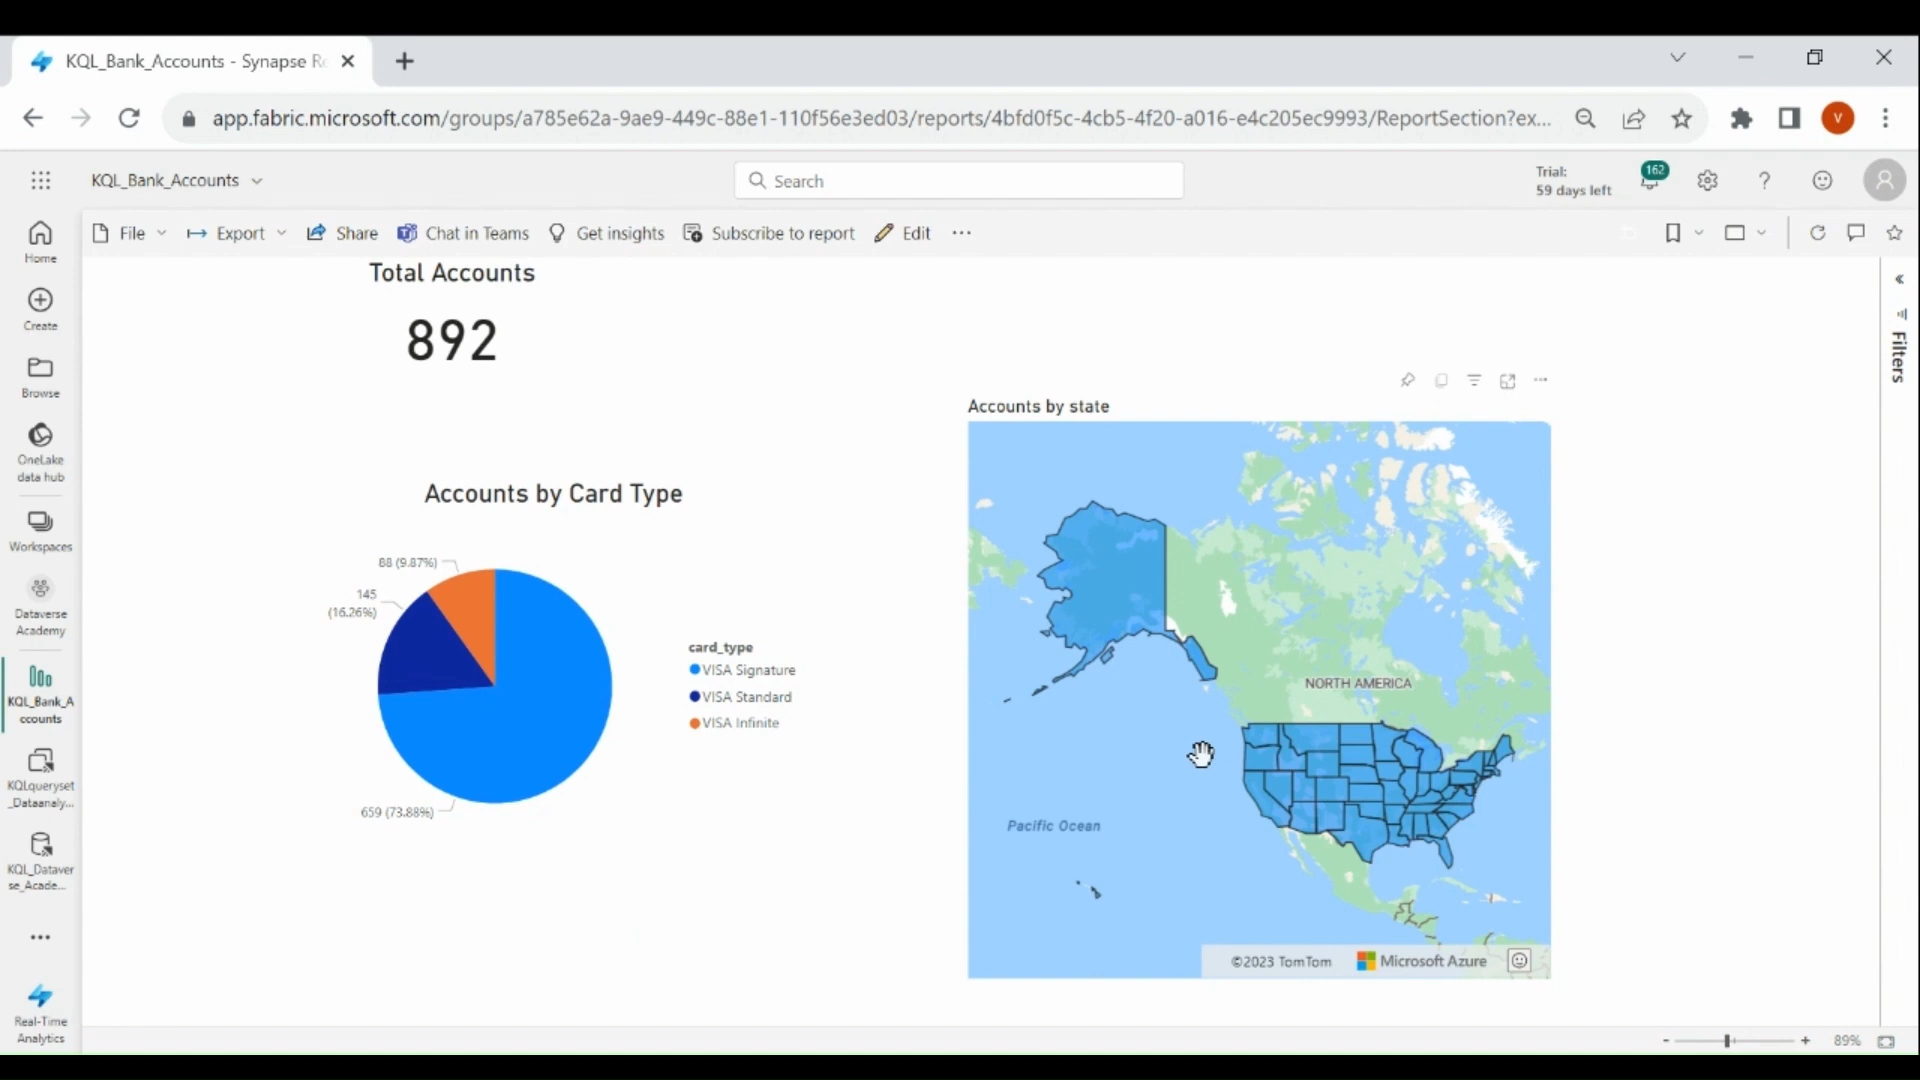 KQL_Bank_Accounts - Synapse R
app.fabric.microsoft.com/groups/a785e62a-9ae9-449c-88e1-110f56e3ed03/reports/4bfd0f5c-4cb5-4f20-a016-e4c205ec9993/ReportSection?ex...
V
KQL_Bank_Accounts
Search
Trial:
59 days left
162
File
Export
Share
Chat in Teams
Get insights
Subscribe to report
Edit
Home
Create
Browse
OneLake
data hub
Workspaces
Dataverse
Academy
KQL_Bank_A
ccounts
KQLqueryset
_Dataanaly...
KQL_Dataver
se_Acade...
Real-Time
Analytics
Total Accounts
892
Accounts by Card Type
88 (9.87%)
145
(16.26%)
659 (73.88%)
card_type
VISA Signature
VISA Standard
VISA Infinite
Accounts by state
NORTH AMERICA
Pacific Ocean
©2023 TomTom
Microsoft Azure
Filters
89%